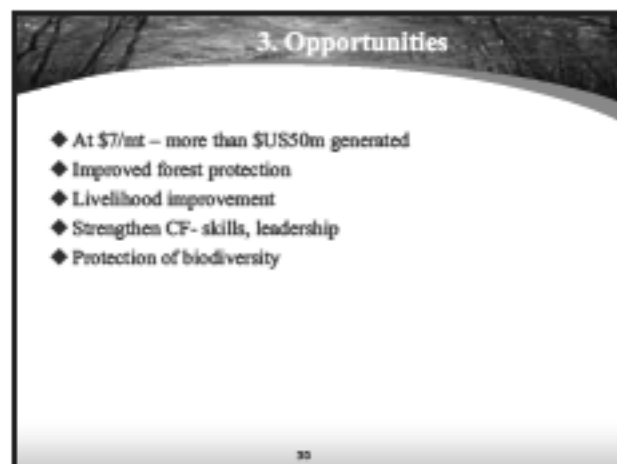 3. Opportunities
◆ At $7/mt – more than $US50m generated
◆ Improved forest protection
◆ Livelihood improvement
◆ Strengthen CF- skills, leadership
◆ Protection of biodiversity